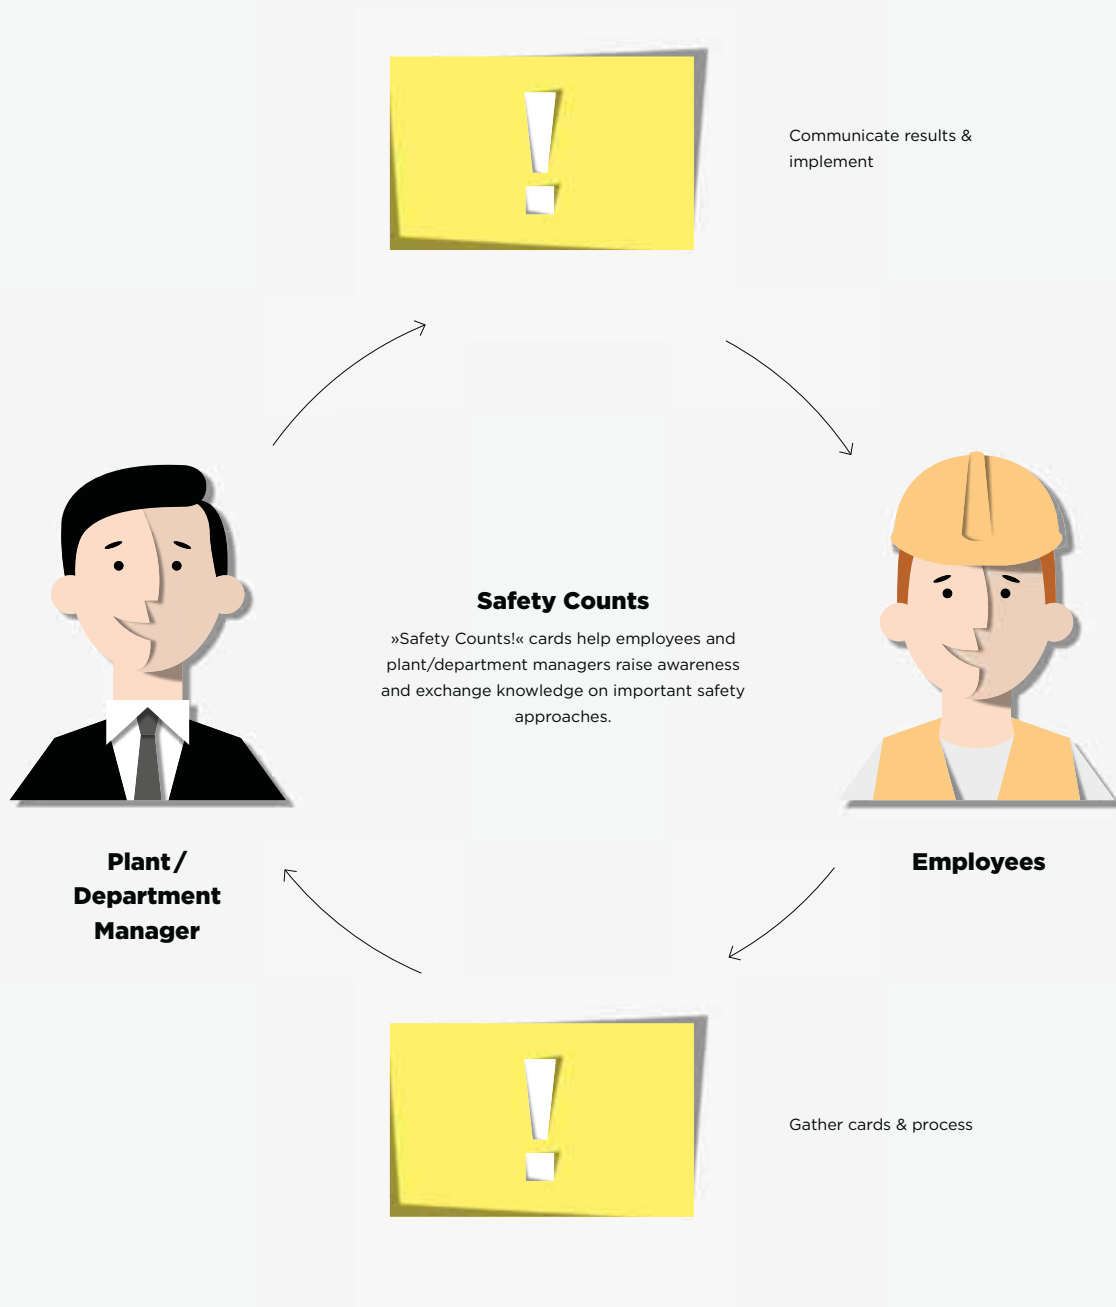 !
Communicate results &
implement
Safety Counts
»Safety Counts!« cards help employees and
plant/department managers raise awareness
and exchange knowledge on important safety
approaches.
Plant/
Department
Manager
Employees
!
Gather cards & process